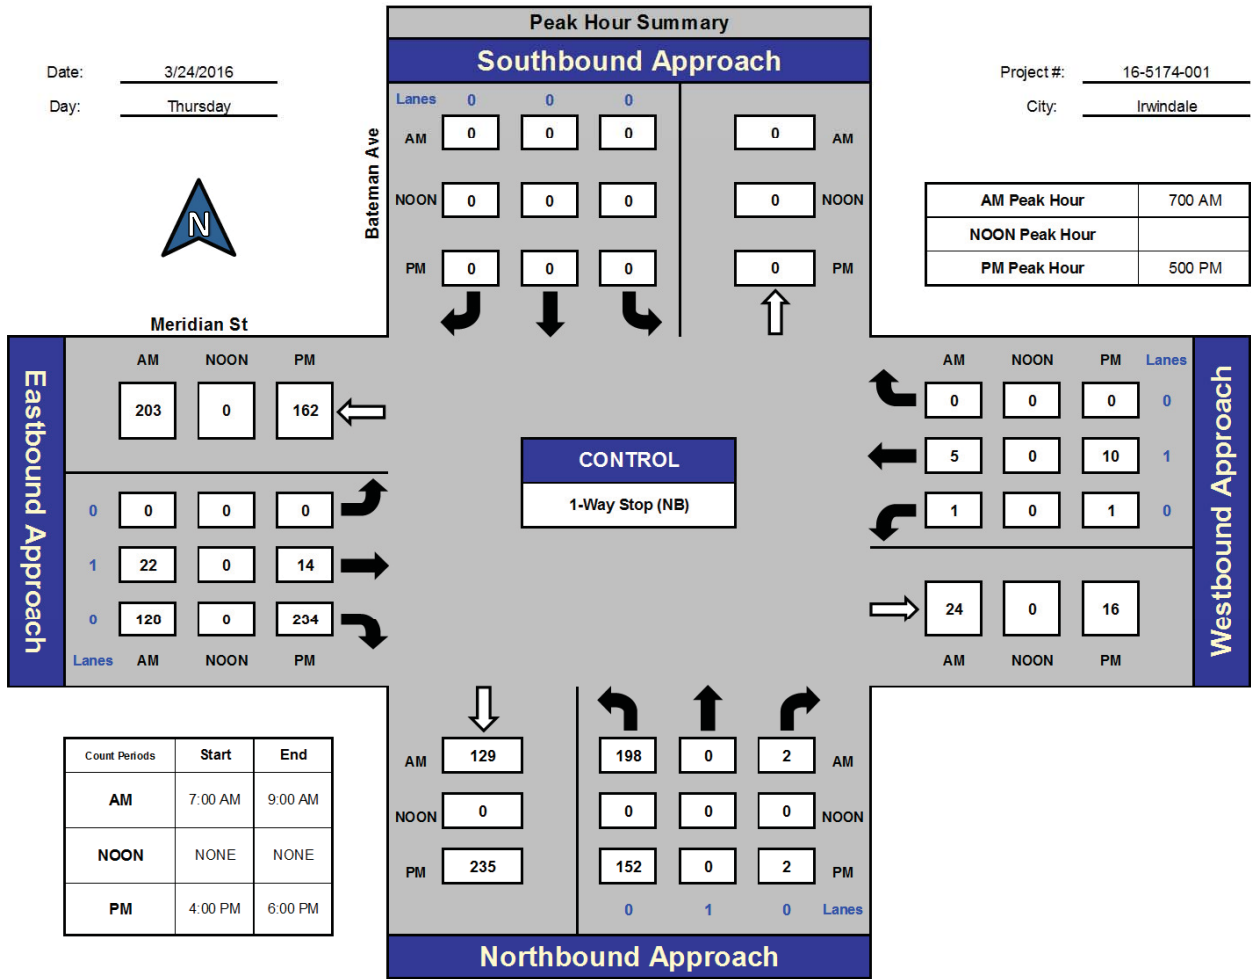 Peak Hour Summary
Southbound Approach
Date: 3/24/2016
Day: Thursday
Project #: 16-5174-001
City: Irwindale
N
Bateman Ave
Lanes 0 0 0
AM 0 0 0 0 AM
NOON 0 0 0 0 NOON
PM 0 0 0 0 PM
AM Peak Hour 700 AM
NOON Peak Hour
PM Peak Hour 500 PM
Meridian St
Eastbound Approach
AM NOON PM
203 0 162
0 0 0 0
1 22 0 14
0 128 0 234
Lanes AM NOON PM
CONTROL
1-Way Stop (NB)
AM NOON PM Lanes
0 0 0 0
5 0 10 1
1 0 1 0
24 0 16
AM NOON PM
Westbound Approach
AM 129 198 0 2 AM
NOON 0 0 0 0 NOON
PM 235 152 0 2 PM
0 1 0 Lanes
Northbound Approach
Count Periods Start End
AM 7:00 AM 9:00 AM
NOON NONE NONE
PM 4:00 PM 6:00 PM